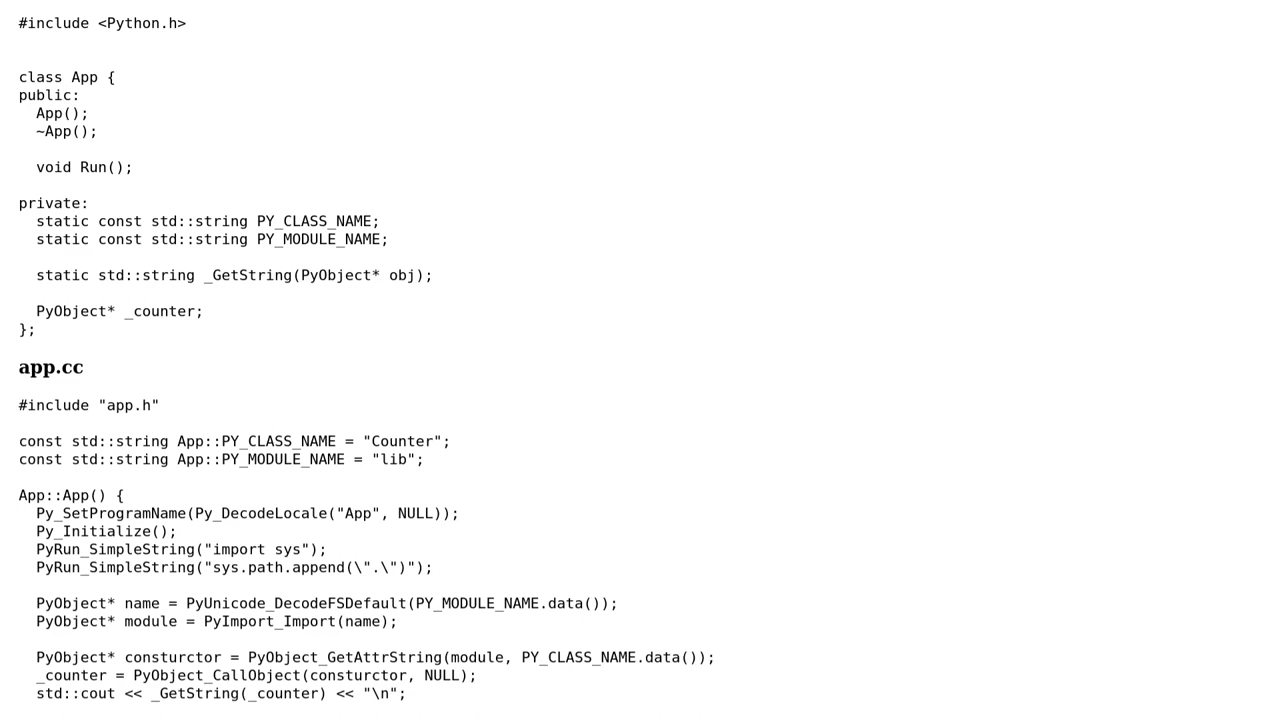 #include <Python.h>
class App {
public:
  App();
  ~App();
  void Run();
private:
  static const std::string PY_CLASS_NAME;
  static const std::string PY_MODULE_NAME;
  static std::string _GetString(PyObject* obj);
  PyObject* _counter;
};
app.cc
#include "app.h"
const std::string App::PY_CLASS_NAME = "Counter";
const std::string App::PY_MODULE_NAME = "lib";
App::App() {
  Py_SetProgramName(Py_DecodeLocale("App", NULL));
  Py_Initialize();
  PyRun_SimpleString("import sys");
  PyRun_SimpleString("sys.path.append(\".\")");
  PyObject* name = PyUnicode_DecodeFSDefault(PY_MODULE_NAME.data());
  PyObject* module = PyImport_Import(name);
  PyObject* consturctor = PyObject_GetAttrString(module, PY_CLASS_NAME.data());
  _counter = PyObject_CallObject(consturctor, NULL);
  std::cout << _GetString(_counter) << "\n";